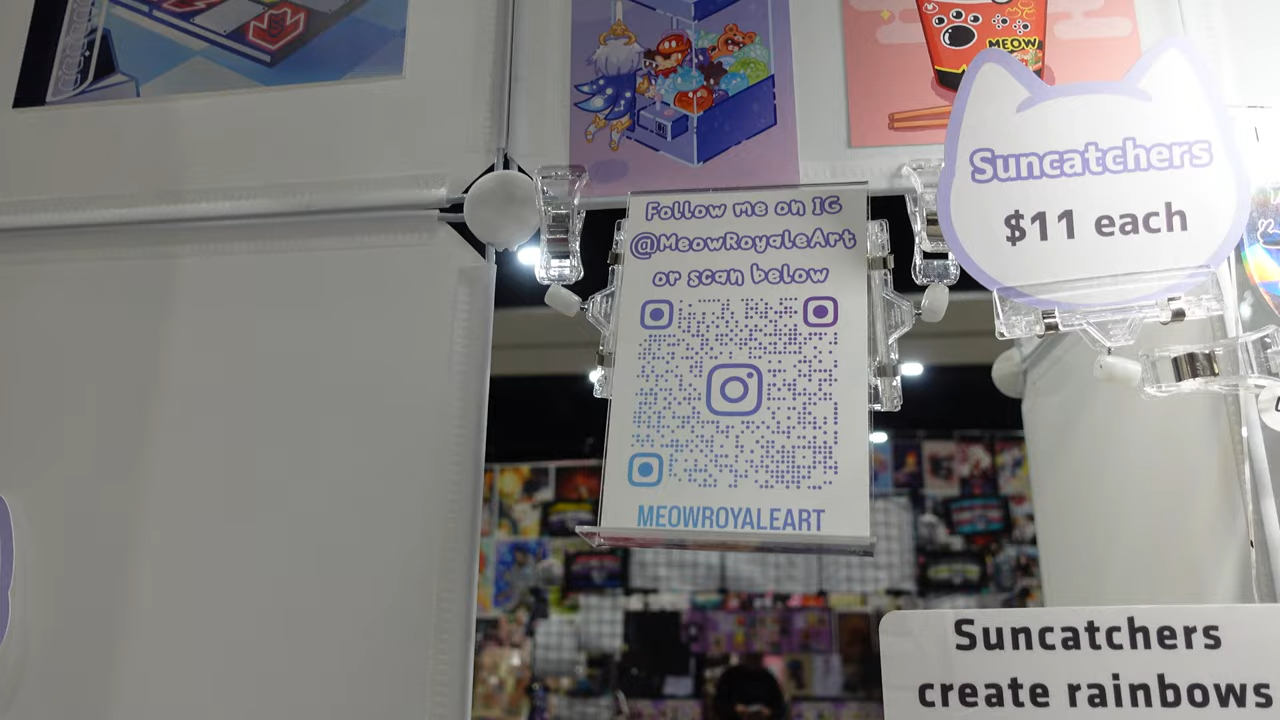 MEOW
Suncatchers
$11 each
Follow me on IG
@MeowRoyaleArt
or scan below
MEOWROYALEART
Suncatchers
create rainbows